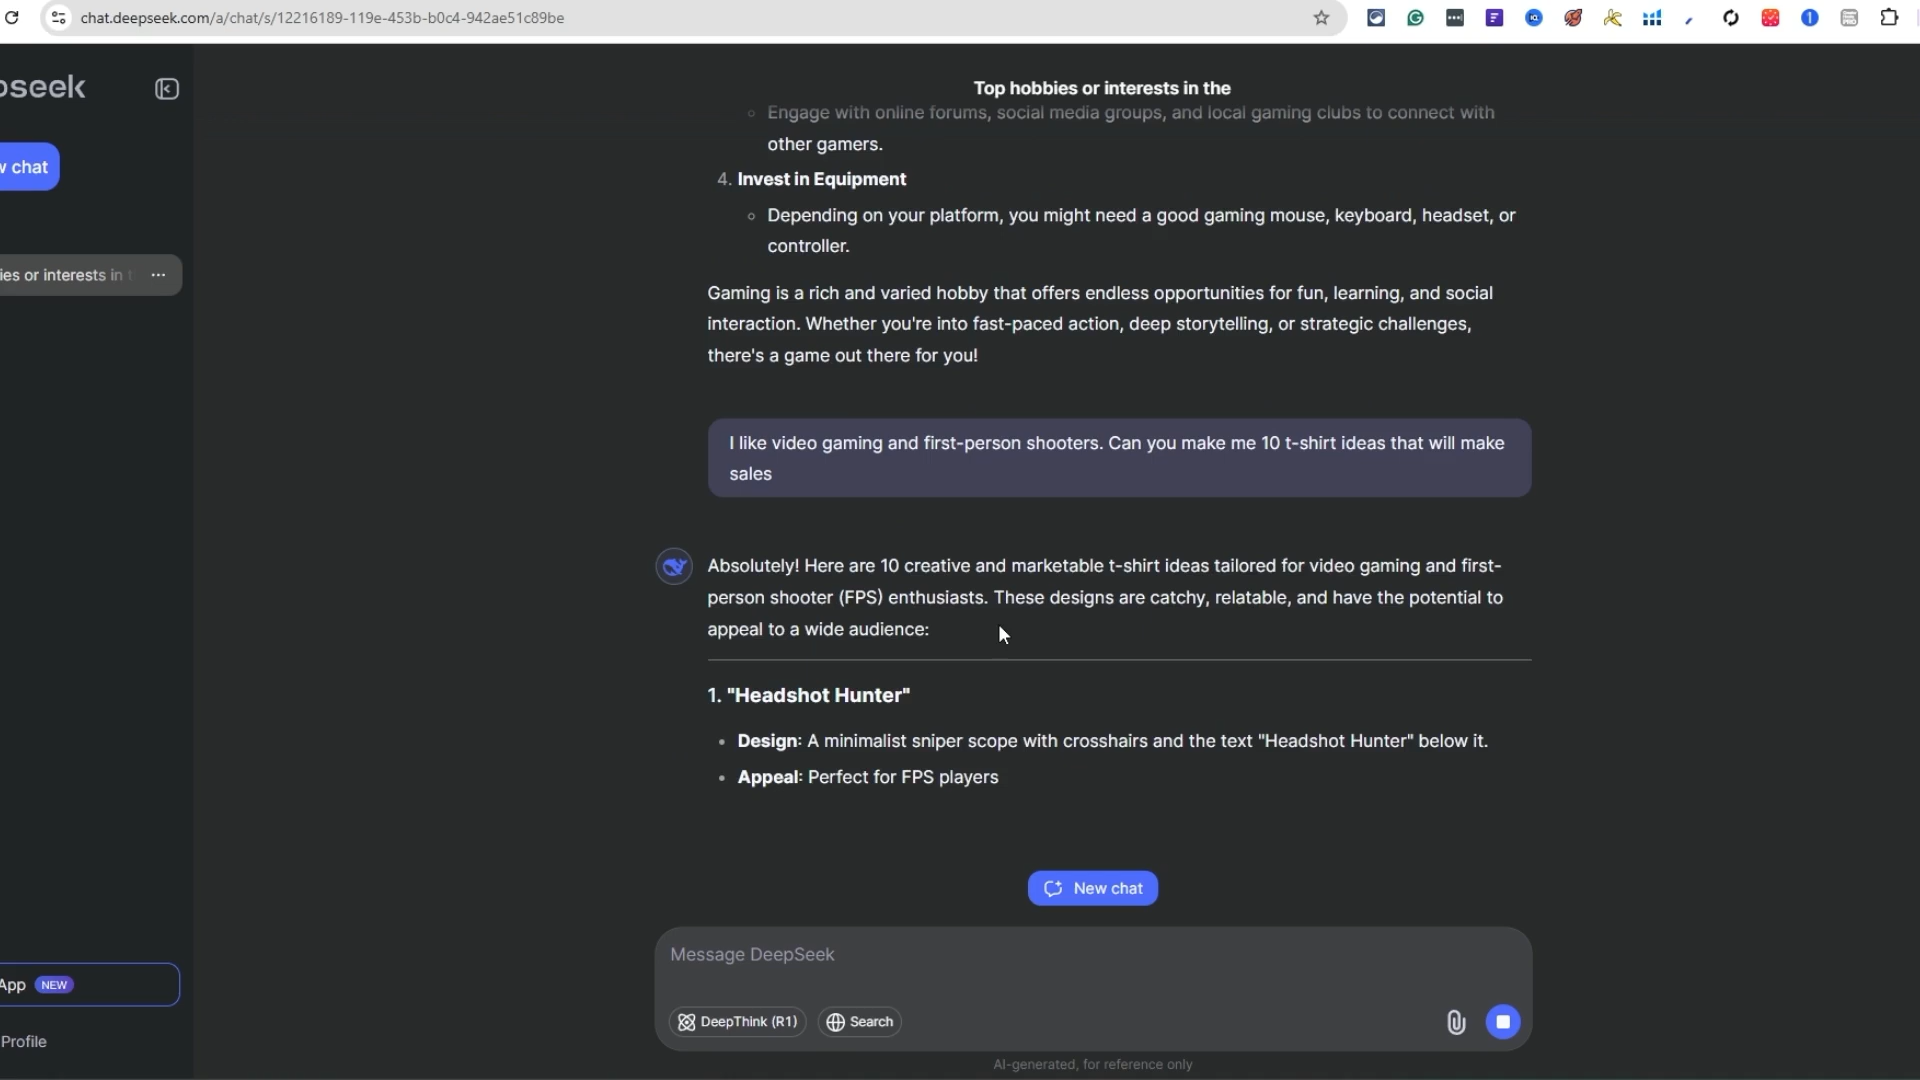 chat.deepseek.com/a/chat/s/12216189-119e-453b-b0c4-942ae51c89be
pseek
w chat
ies or interests in t
App NEW
Profile
Top hobbies or interests in the
Engage with online forums, social media groups, and local gaming clubs to connect with
other gamers.
4. Invest in Equipment
Depending on your platform, you might need a good gaming mouse, keyboard, headset, or
controller.
Gaming is a rich and varied hobby that offers endless opportunities for fun, learning, and social
interaction. Whether you're into fast-paced action, deep storytelling, or strategic challenges,
there's a game out there for you!
I like video gaming and first-person shooters. Can you make me 10 t-shirt ideas that will make
sales
Absolutely! Here are 10 creative and marketable t-shirt ideas tailored for video gaming and first-
person shooter (FPS) enthusiasts. These designs are catchy, relatable, and have the potential to
appeal to a wide audience:
1. "Headshot Hunter"
Design: A minimalist sniper scope with crosshairs and the text "Headshot Hunter" below it.
Appeal: Perfect for FPS players
New chat
Message DeepSeek
DeepThink (R1) Search
AI-generated, for reference only